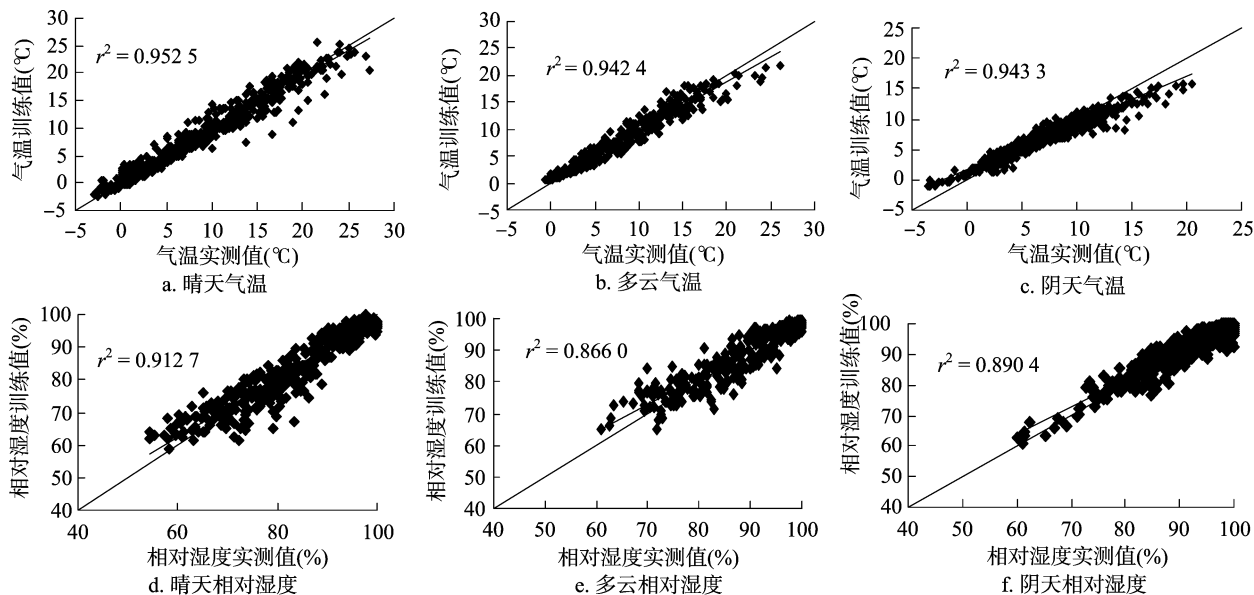 30
25
20
15
10
5
0
−5
r² = 0.952 5
气温训练值(℃)
−5 0 5 10 15 20 25 30
气温实测值(℃)
a. 晴天气温
30
25
20
15
10
5
0
−5
r² = 0.942 4
气温训练值(℃)
−5 0 5 10 15 20 25 30
气温实测值(℃)
b. 多云气温
25
20
15
10
5
0
−5
r² = 0.943 3
气温训练值(℃)
−5 0 5 10 15 20 25
气温实测值(℃)
c. 阴天气温
100
90
80
70
60
50
40
r² = 0.912 7
相对湿度训练值(%)
40 60 80 100
相对湿度实测值(%)
d. 晴天相对湿度
100
90
80
70
60
50
40
r² = 0.866 0
相对湿度训练值(%)
40 50 60 70 80 90 100
相对湿度实测值(%)
e. 多云相对湿度
100
90
80
70
60
50
40
r² = 0.890 4
相对湿度训练值(%)
40 50 60 70 80 90 100
相对湿度实测值(%)
f. 阴天相对湿度